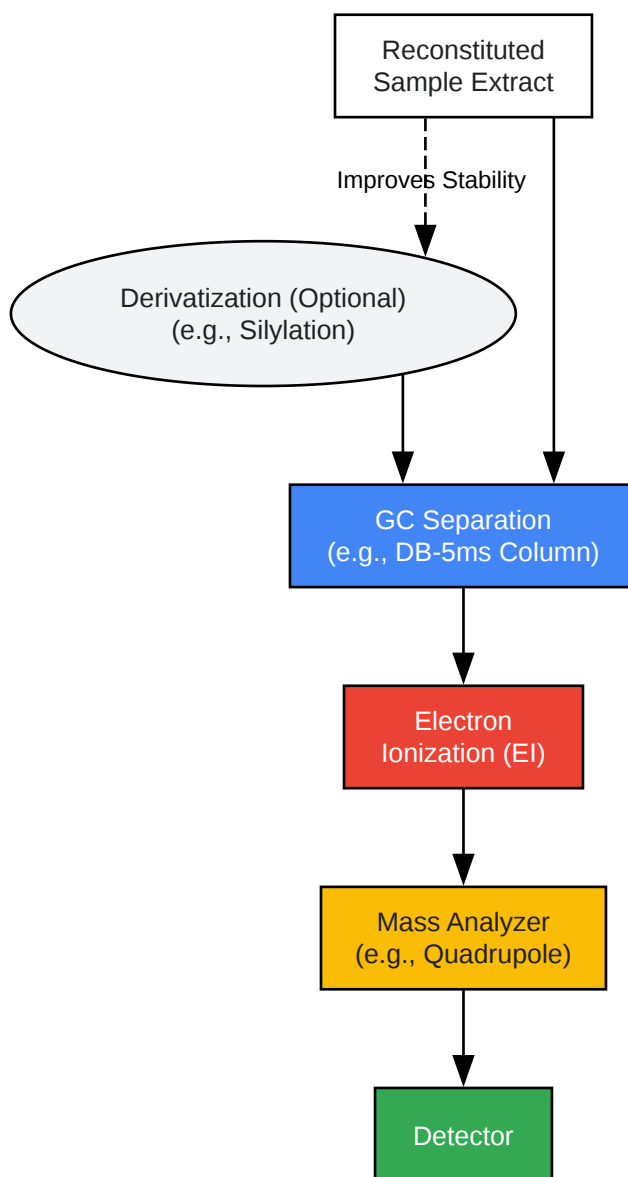 Reconstituted
Sample Extract
Improves Stability
Derivatization (Optional)
(e.g., Silylation)
GC Separation
(e.g., DB-5ms Column)
Electron
Ionization (EI)
Mass Analyzer
(e.g., Quadrupole)
Detector